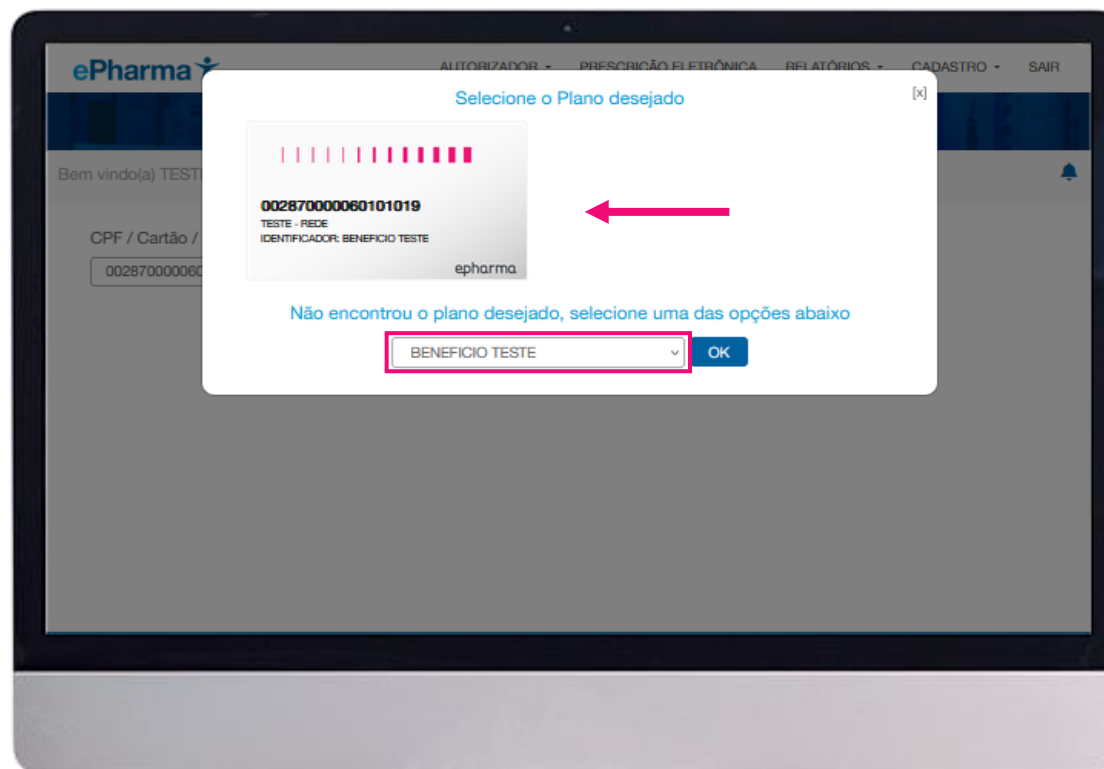 ePharma
AUTORIZADOR
PRESCRIÇÃO ELETRÔNICA
RELATÓRIOS
CADASTRO
SAIR
Selecione o Plano desejado
[x]
Bem vindo(a) TEST
002870000060101019
TESTE - REDE
IDENTIFICADOR: BENEFICIO TESTE
epharma
CPF / Cartão /
00287000006
Não encontrou o plano desejado, selecione uma das opções abaixo
BENEFICIO TESTE
OK